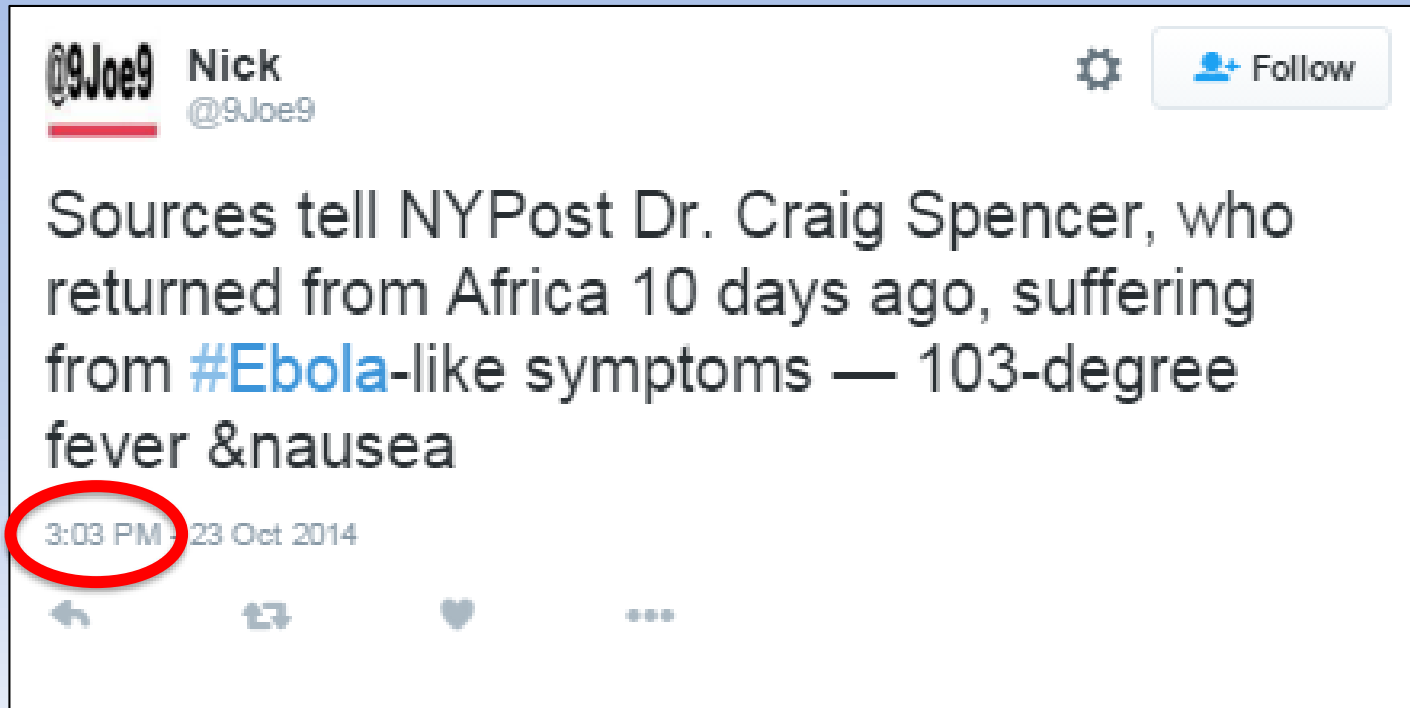 @9Joe9
Nick
@9Joe9
Follow
Sources tell NYPost Dr. Craig Spencer, who
returned from Africa 10 days ago, suffering
from #Ebola-like symptoms — 103-degree
fever &nausea
3:03 PM - 23 Oct 2014